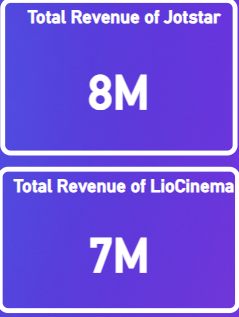 Total Revenue of Jotstar
8M
Total Revenue of LioCinema
7M